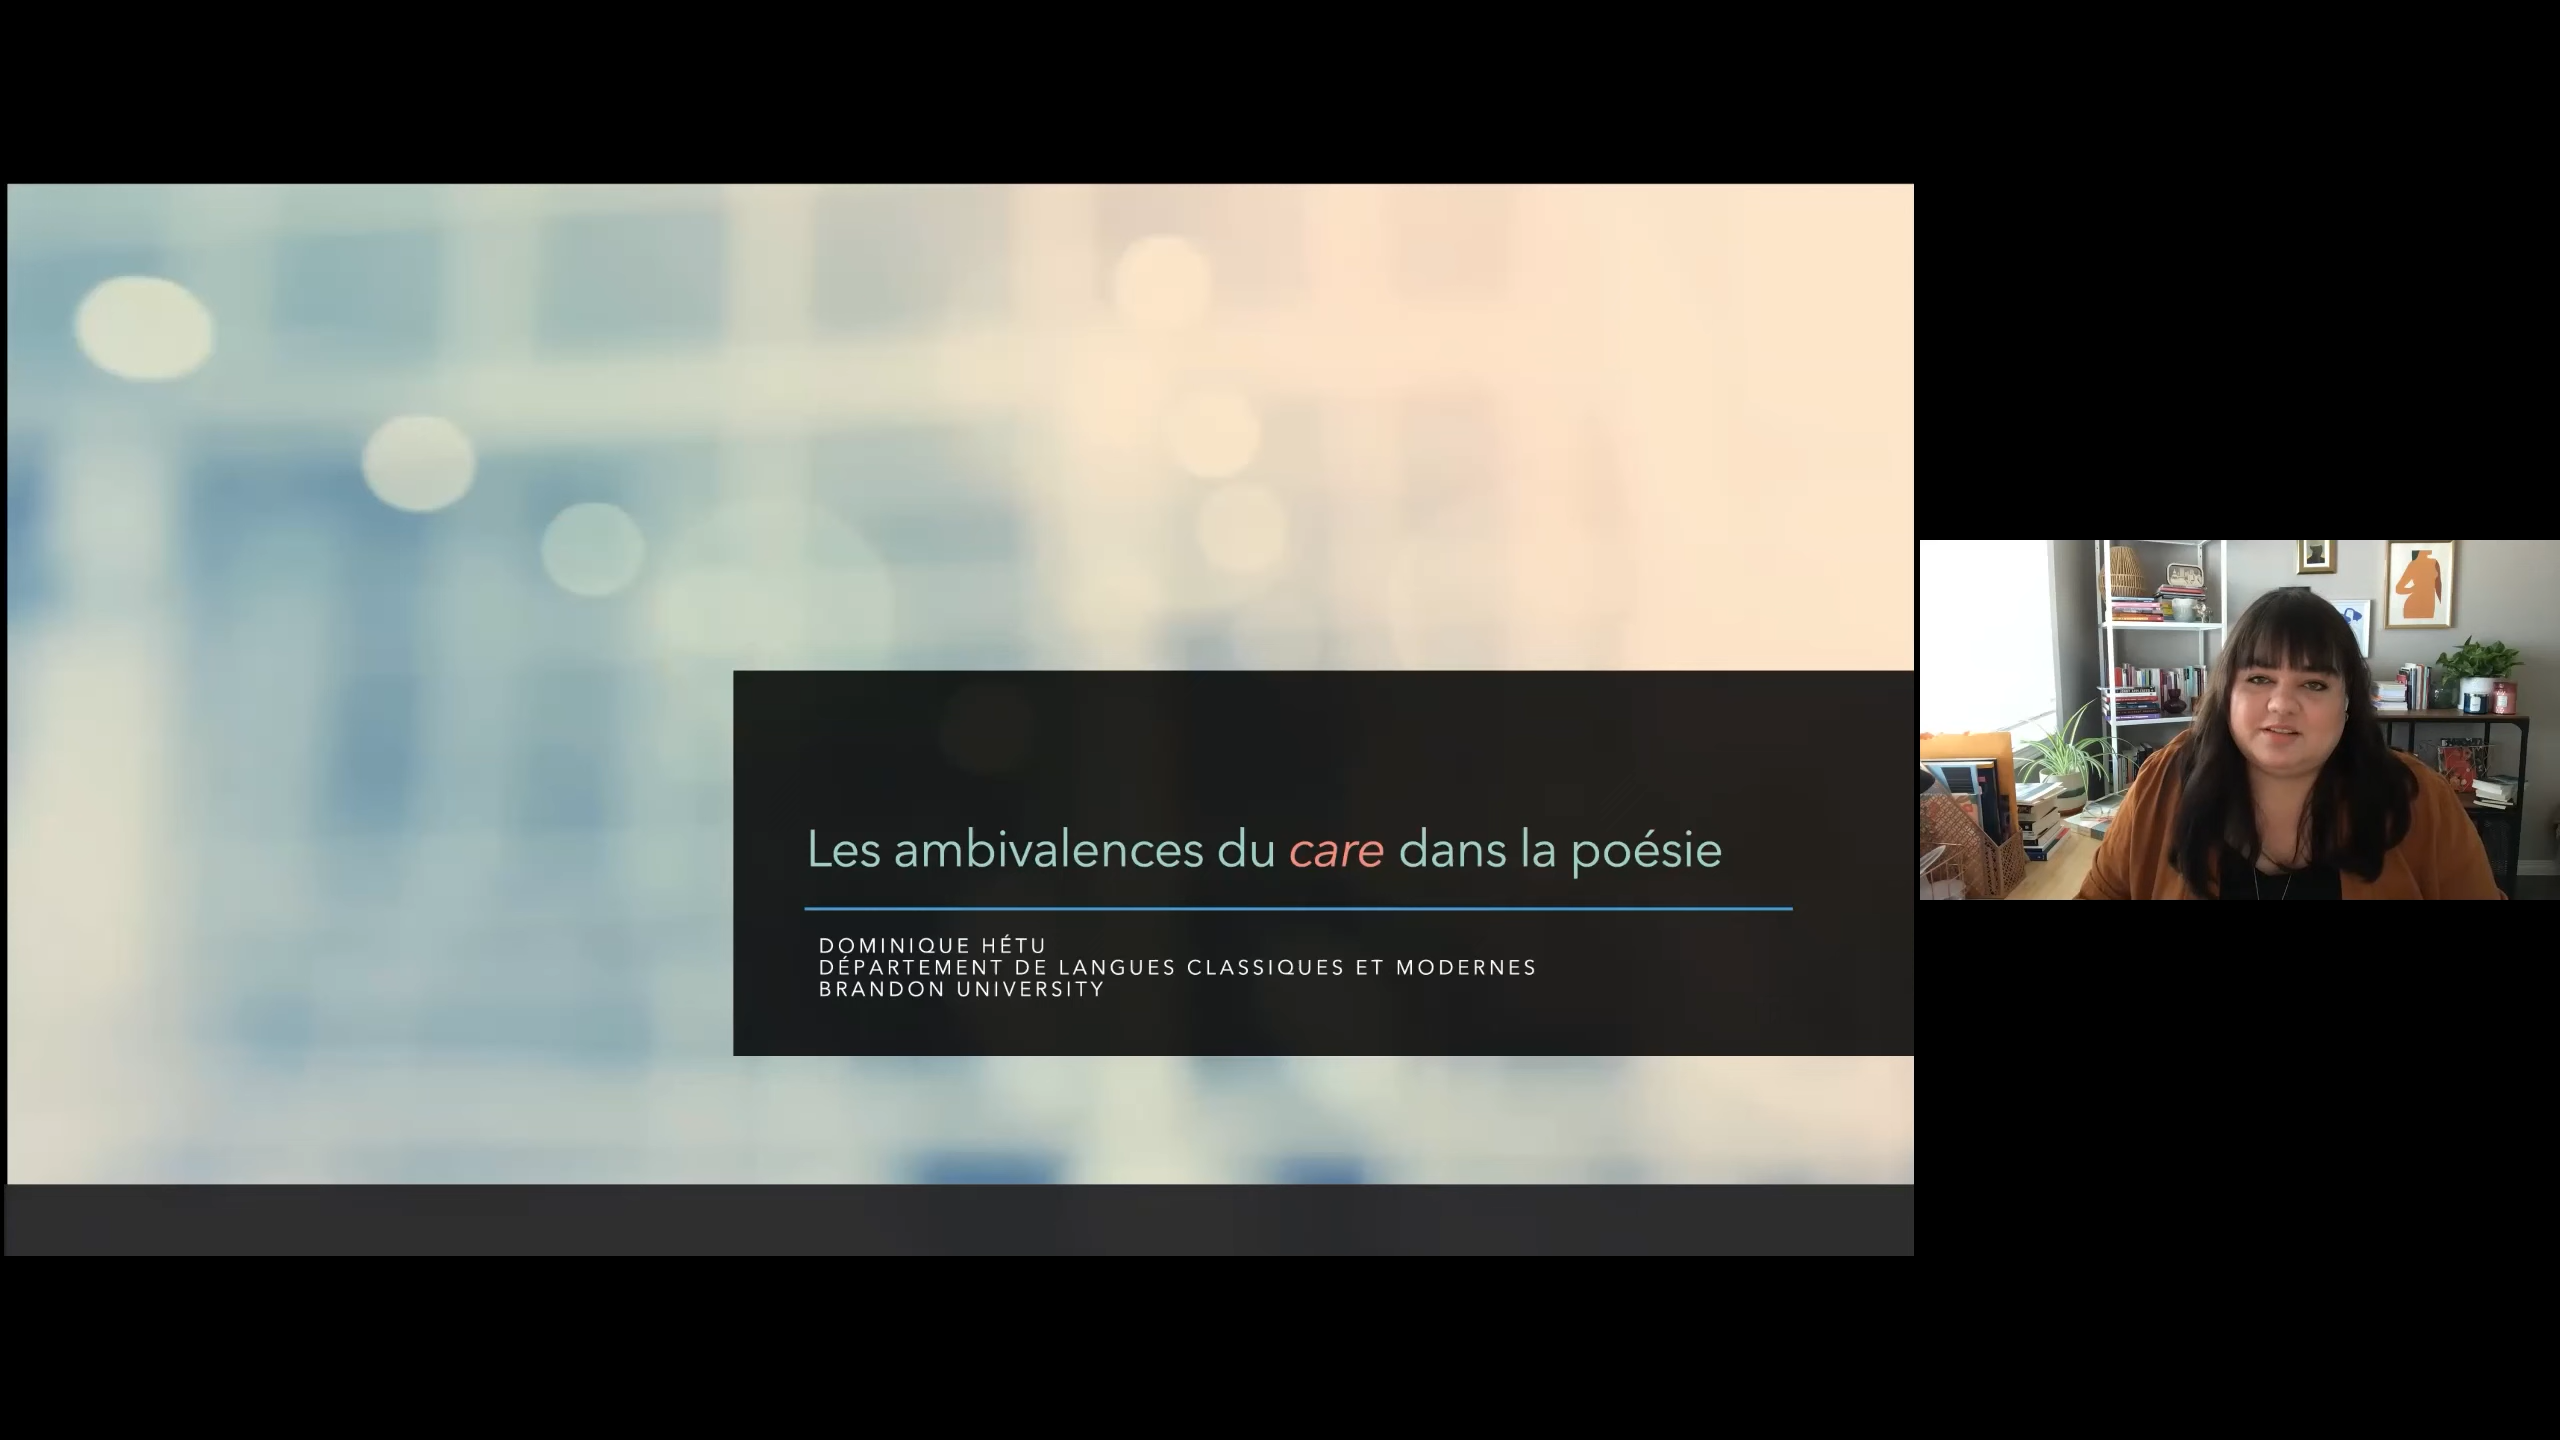 Les ambivalences du care dans la poésie
DOMINIQUE HÉTU
DÉPARTEMENT DE LANGUES CLASSIQUES ET MODERNES
BRANDON UNIVERSITY